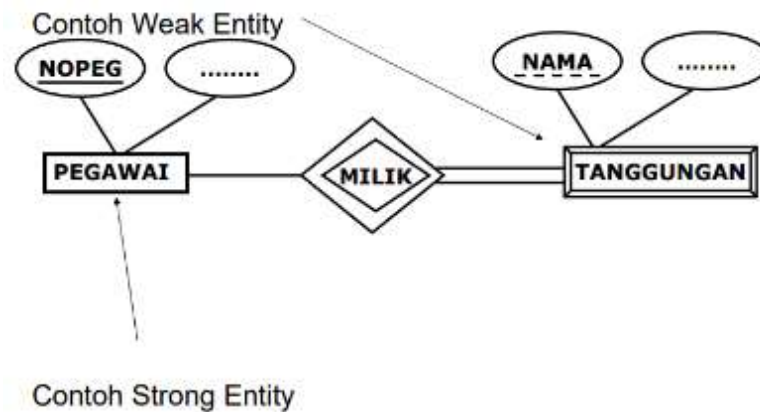 Contoh Weak Entity
NOPEG
........
NAMA
........
PEGAWAI
MILIK
TANGGUNGAN
Contoh Strong Entity